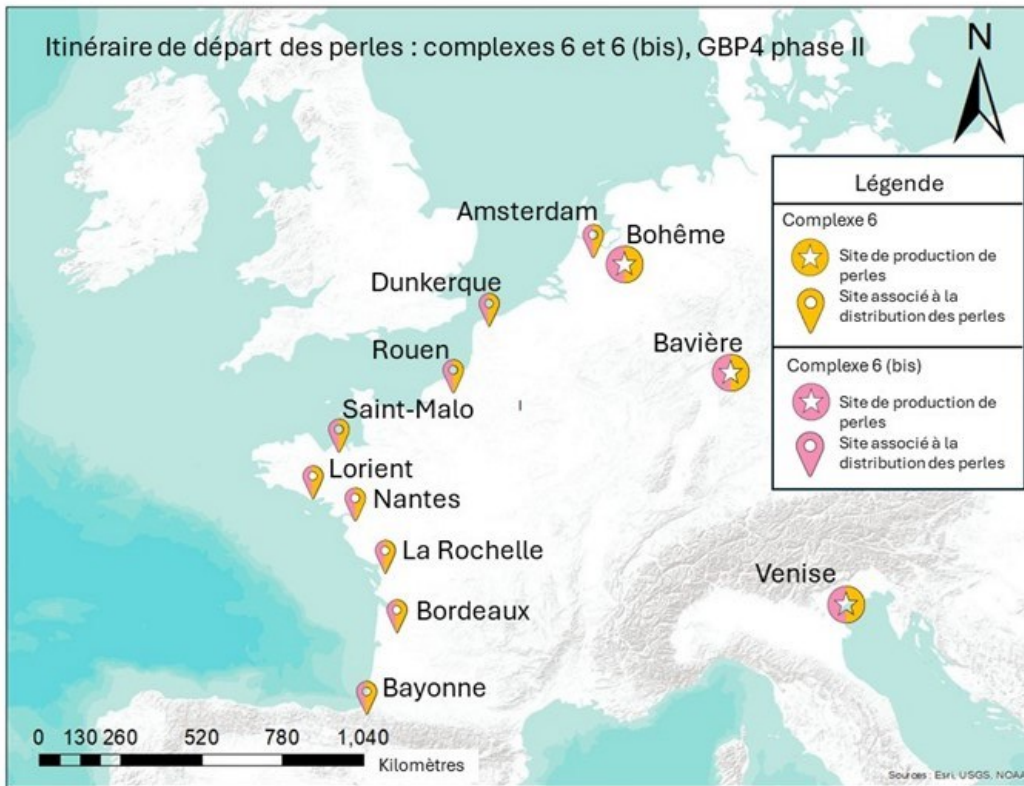 Itinéraire de départ des perles : complexes 6 et 6 (bis), GBP4 phase II
N
Légende
Complexe 6
Site de production de
perles
Site associé à la
distribution des perles
Complexe 6 (bis)
Site de production de
perles
Site associé à la
distribution des perles
Amsterdam
Bohême
Dunkerque
Bavière
Rouen
Saint-Malo
Lorient
Nantes
La Rochelle
Venise
Bordeaux
Bayonne
0 130 260 520 780 1,040
Kilomètres
Sources : Esri, USGS, NOAA